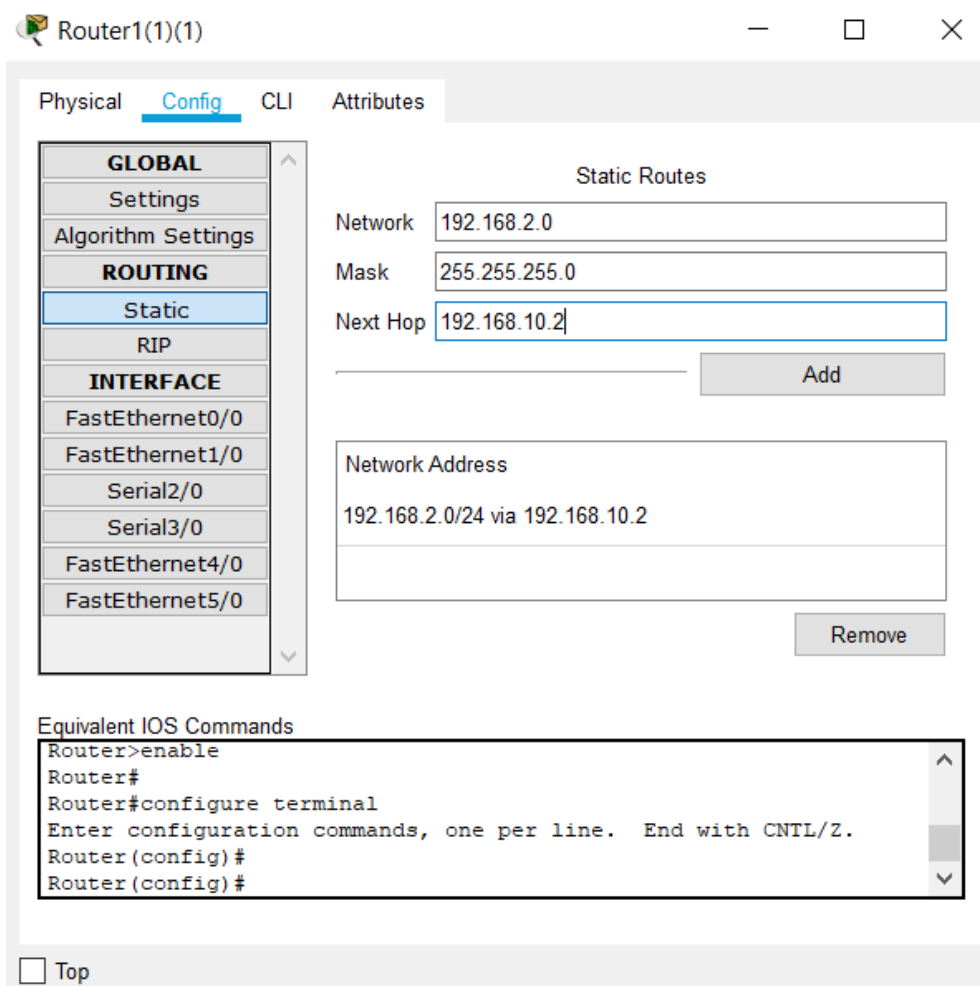 Router1(1)(1)
Physical Config CLI Attributes
GLOBAL
Settings
Algorithm Settings
ROUTING
Static
RIP
INTERFACE
FastEthernet0/0
FastEthernet1/0
Serial2/0
Serial3/0
FastEthernet4/0
FastEthernet5/0
Static Routes
Network 192.168.2.0
Mask 255.255.255.0
Next Hop 192.168.10.2
Add
Network Address
192.168.2.0/24 via 192.168.10.2
Remove
Equivalent IOS Commands
Router>enable
Router#
Router#configure terminal
Enter configuration commands, one per line.  End with CNTL/Z.
Router(config)#
Router(config)#
Top